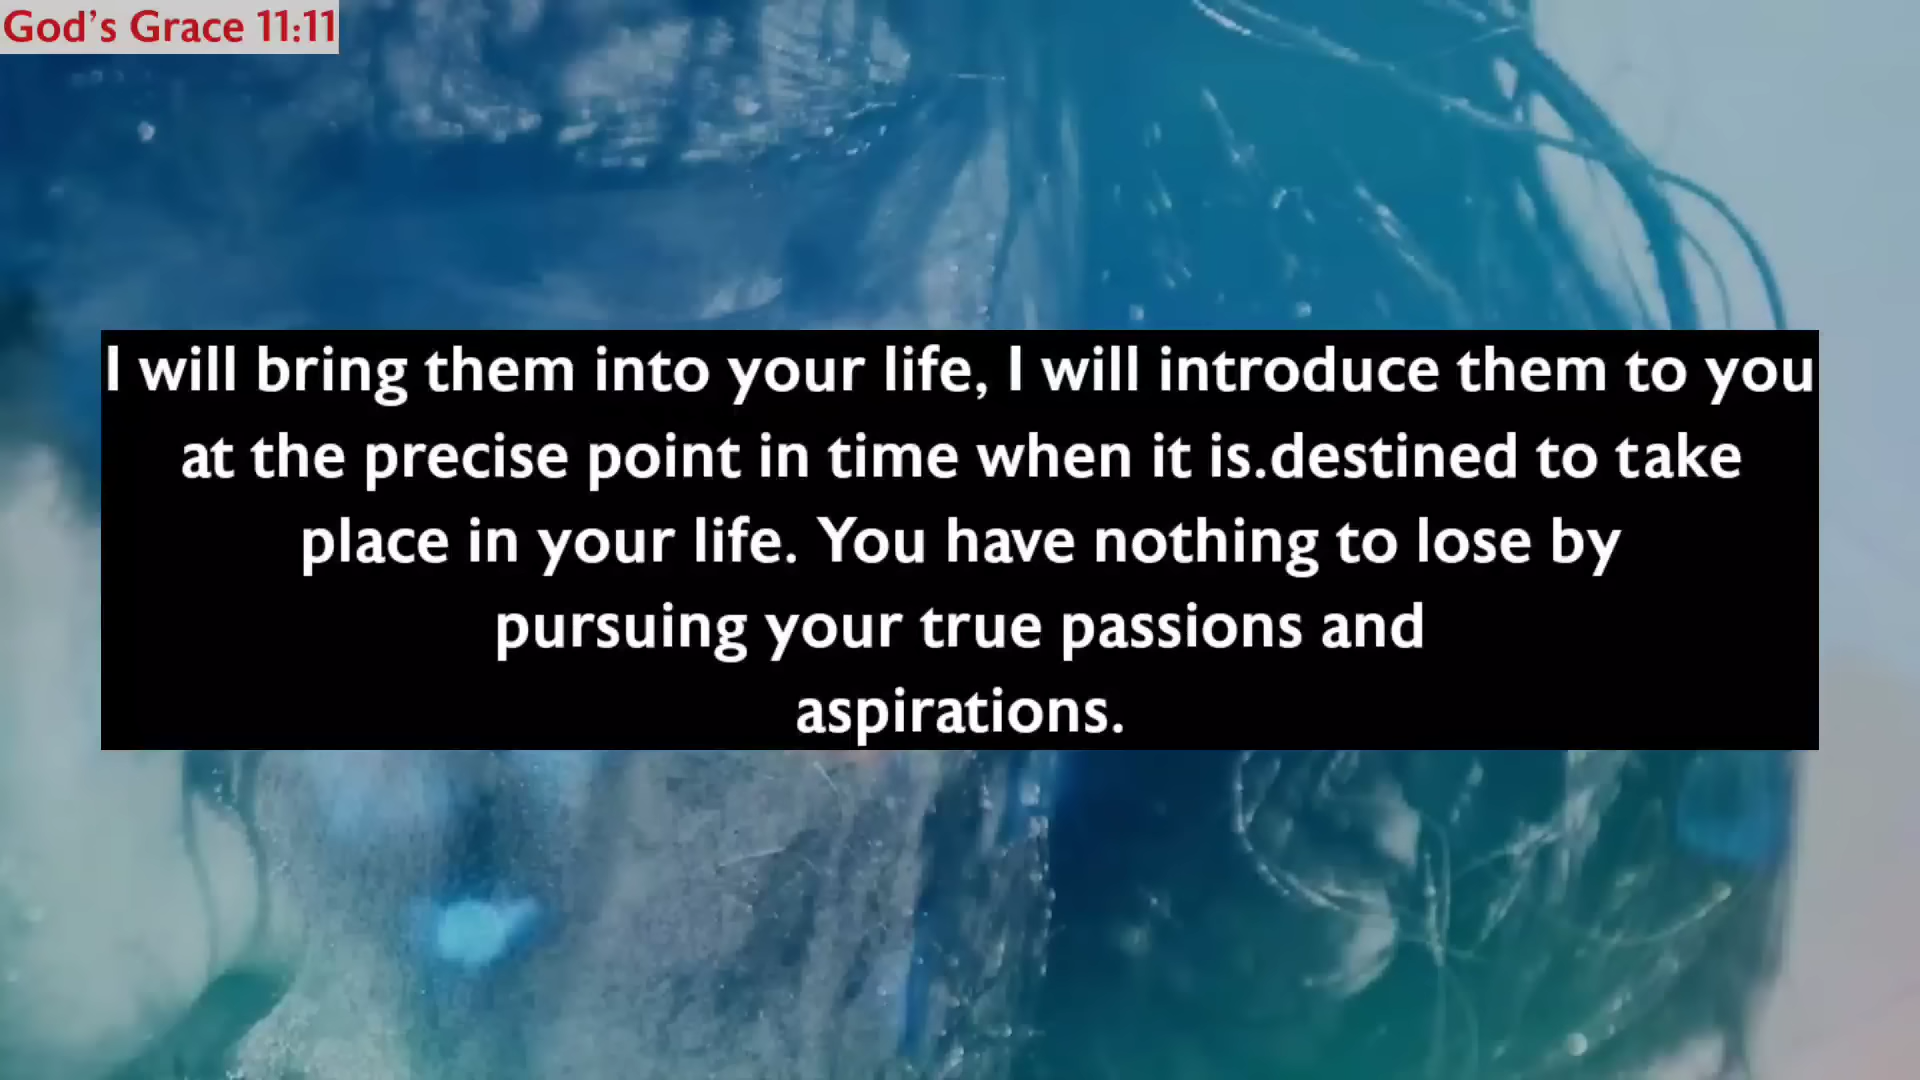 God's Grace 11:11
I will bring them into your life, I will introduce them to you
at the precise point in time when it is.destined to take
place in your life. You have nothing to lose by
pursuing your true passions and
aspirations.